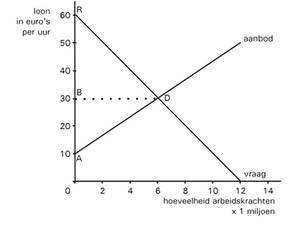 loon
in euro's
per uur
60
R
50
aanbod
40
30
B
D
20
10
A
vraag
0
0 2 4 6 8 10 12 14
hoeveelheid arbeidskrachten
x 1 miljoen